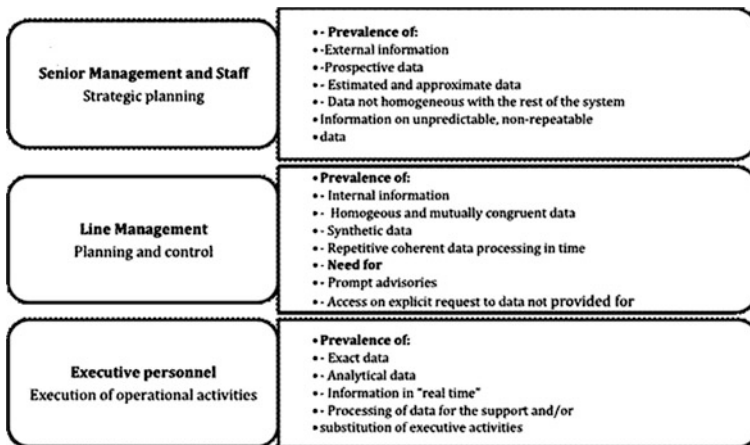 Senior Management and Staff
Strategic planning
•- Prevalence of:
•-External information
•-Prospective data
•- Estimated and approximate data
•- Data not homogeneous with the rest of the system
•Information on unpredictable, non-repeatable
•data
Line Management
Planning and control
•Prevalence of:
•- Internal information
•- Homogeous and mutually congruent data
•- Synthetic data
•- Repetitive coherent data processing in time
•- Need for
•- Prompt advisories
•- Access on explicit request to data not provided for
Executive personnel
Execution of operational activities
•Prevalence of:
•- Exact data
•- Analytical data
•- Information in "real time"
•- Processing of data for the support and/or
•substitution of executive activities